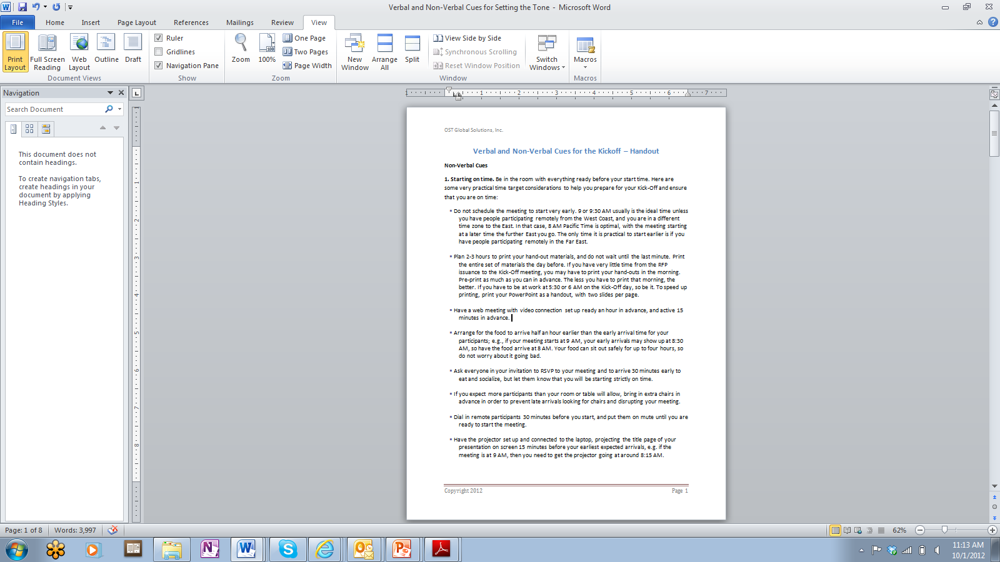 Verbal and Non-Verbal Cues for Setting the Tone - Microsoft Word
File Home Insert Page Layout References Mailings Review View
Print Layout
Full Screen Reading
Web Layout
Outline
Draft
Document Views
Ruler
Gridlines
Navigation Pane
Show
Zoom
100%
One Page
Two Pages
Page Width
Zoom
New Window
Arrange All
Split
View Side by Side
Synchronous Scrolling
Reset Window Position
Window
Switch Windows
Macros
Macros
Navigation
Search Document
This document does not
contain headings.
To create navigation tabs,
create headings in your
document by applying
Heading Styles.
OST Global Solutions, Inc.
Verbal and Non-Verbal Cues for the Kickoff – Handout
Non-Verbal Cues
1. Starting on time. Be in the room with everything ready before your start time. Here are
some very practical time target considerations to help you prepare for your Kick-Off and ensure
that you are on time:
▪ Do not schedule the meeting to start very early. 9 or 9:30 AM usually is the ideal time unless
you have people participating remotely from the West Coast, and you are in a different
time zone to the East. In that case, 8 AM Pacific Time is optimal, with the meeting starting
at a later time the further East you go. The only time it is practical to start earlier is if you
have people participating remotely in the Far East.
▪ Plan 2-3 hours to print your hand-out materials, and do not wait until the last minute. Print
the entire set of materials the day before. If you have very little time from the RFP
issuance to the Kick-Off meeting, you may have to print your hand-outs in the morning.
Pre-print as much as you can in advance. The less you have to print that morning, the
better. If you have to be at work at 5:30 or 6 AM on the Kick-Off day, so be it. To speed up
printing, print your PowerPoint as a handout, with two slides per page.
▪ Have a web meeting with video connection set up ready an hour in advance, and active 15
minutes in advance.
▪ Arrange for the food to arrive half an hour earlier than the early arrival time for your
participants; e.g., if your meeting starts at 9 AM, your early arrivals may show up at 8:30
AM, so have the food arrive at 8 AM. Your food can sit out safely for up to four hours, so
do not worry about it going bad.
▪ Ask everyone in your invitation to RSVP to your meeting and to arrive 30 minutes early to
eat and socialize, but let them know that you will be starting strictly on time.
▪ If you expect more participants than your room or table will allow, bring in extra chairs in
advance in order to prevent late arrivals looking for chairs and disrupting your meeting.
▪ Dial in remote participants 30 minutes before you start, and put them on mute until you are
ready to start the meeting.
▪ Have the projector set up and connected to the laptop, projecting the title page of your
presentation on screen 15 minutes before your earliest expected arrivals, e.g. if the
meeting is at 9 AM, then you need to get the projector going at around 8:15 AM.
Copyright 2012 Page 1
Page: 1 of 8 Words: 3,997 62%
11:13 AM
10/1/2012